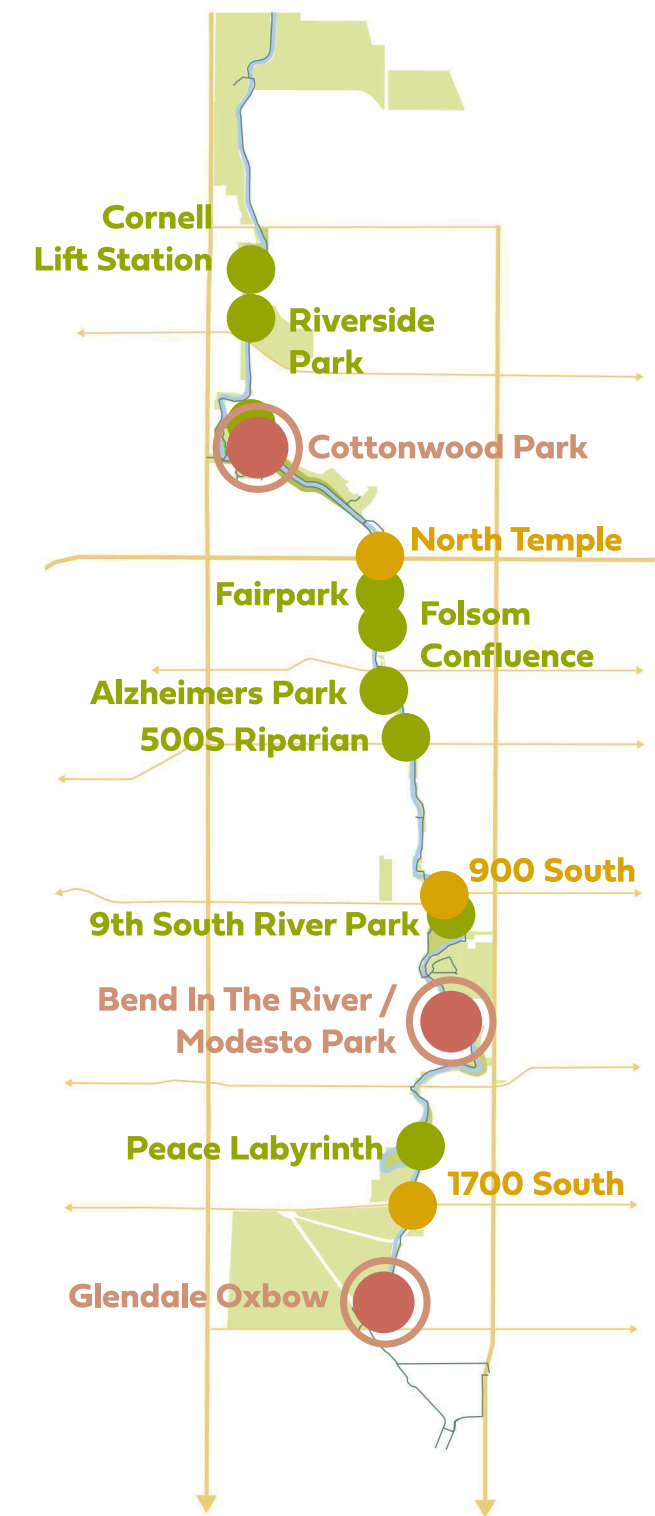 Cornell
Lift Station
Riverside
Park
Cottonwood Park
North Temple
Fairpark
Folsom
Confluence
Alzheimers Park
500S Riparian
900 South
9th South River Park
Bend In The River /
Modesto Park
Peace Labyrinth
1700 South
Glendale Oxbow